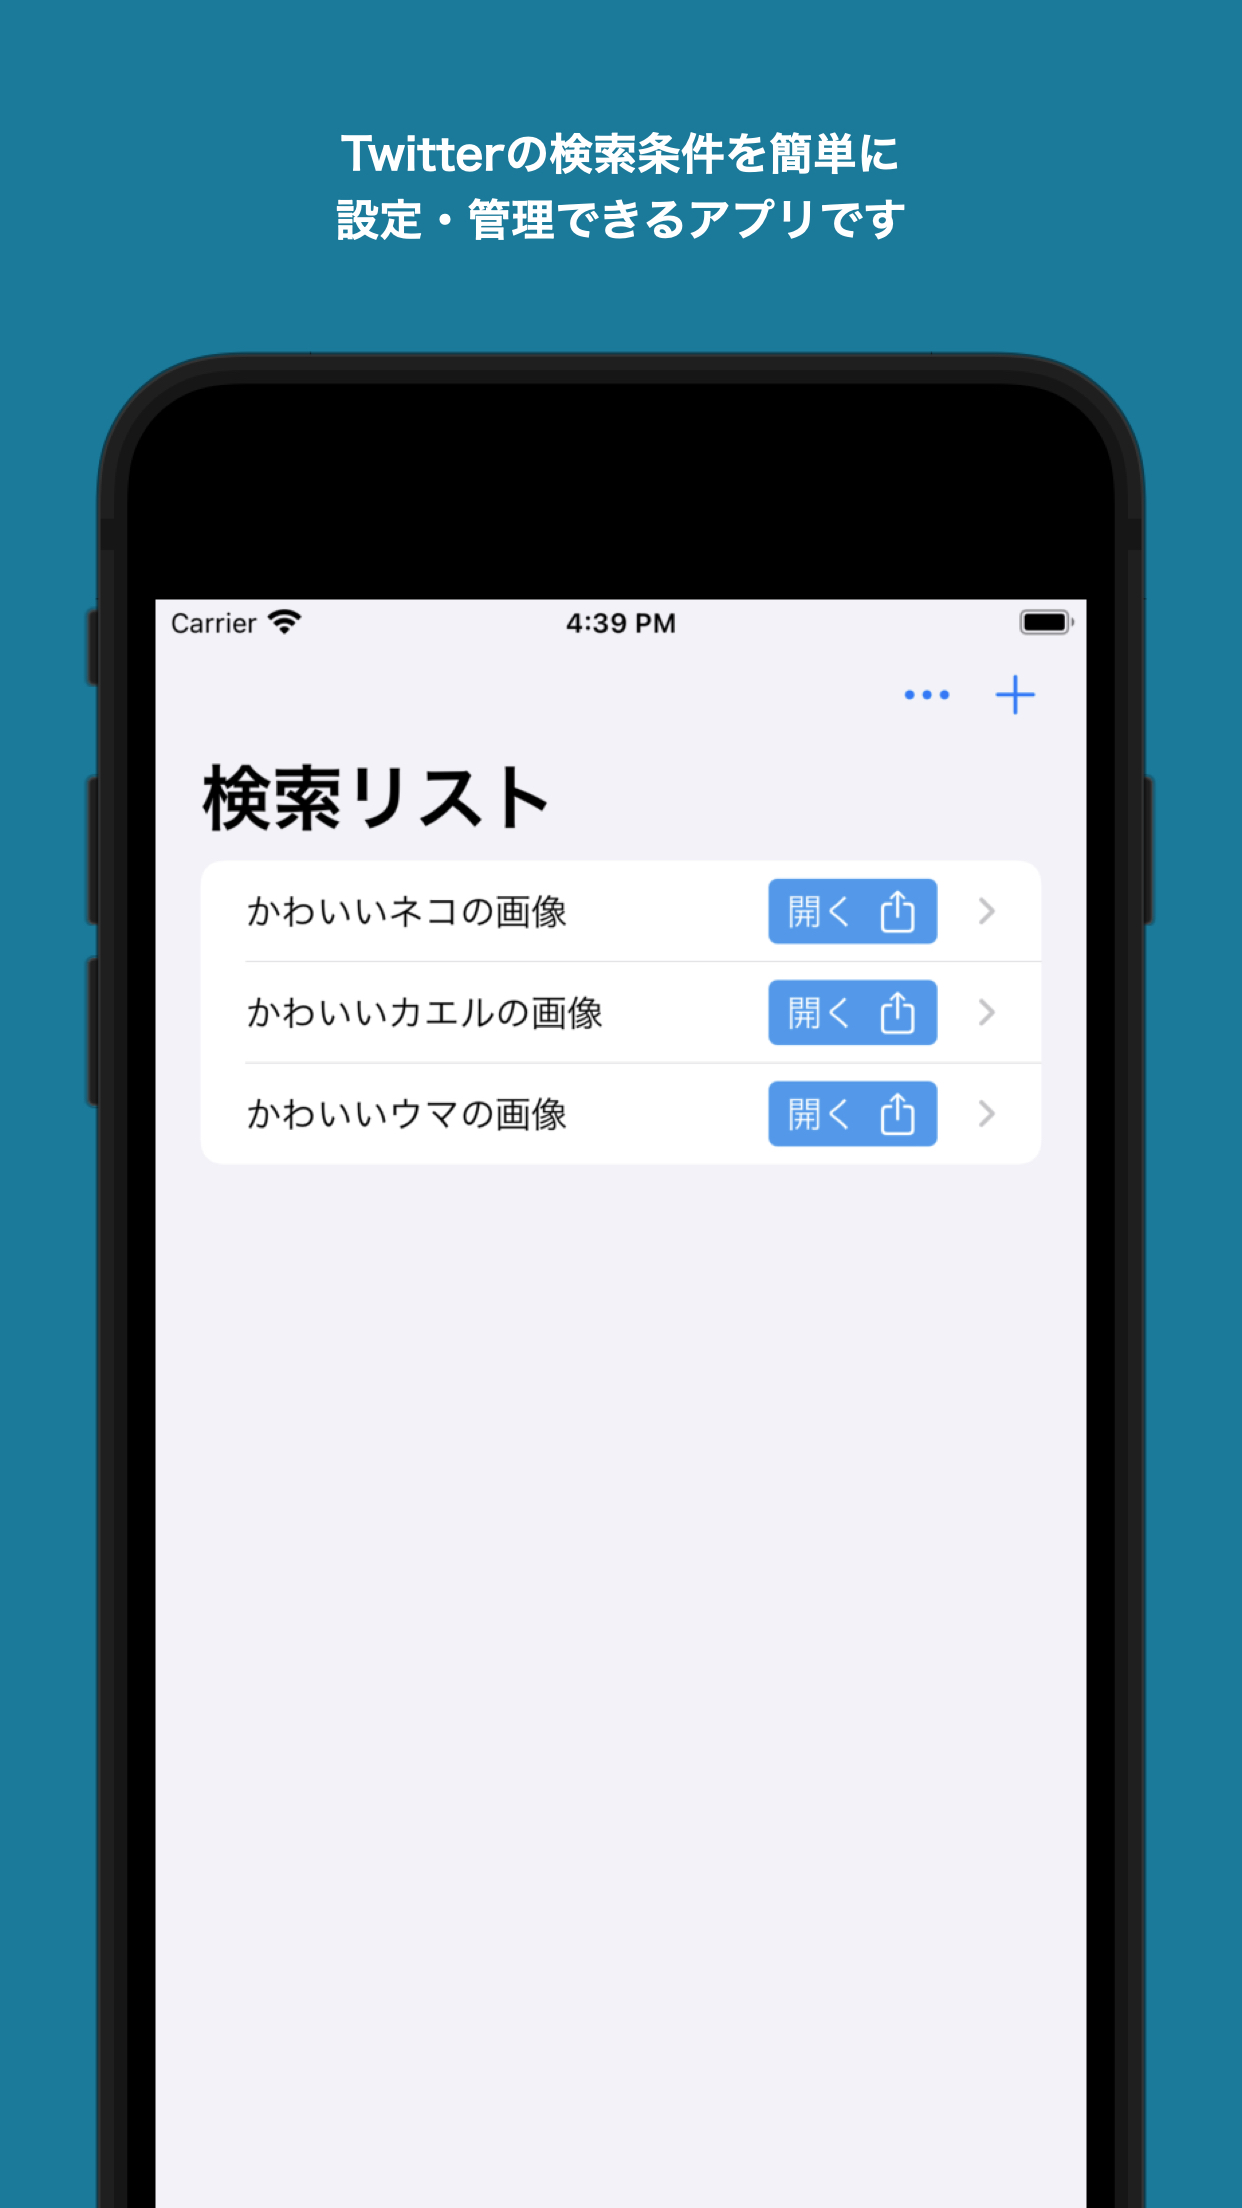 Twitterの検索条件を簡単に
設定・管理できるアプリです
Carrier 4:39 PM
検索リスト
かわいいネコの画像 開く
かわいいカエルの画像 開く
かわいいウマの画像 開く